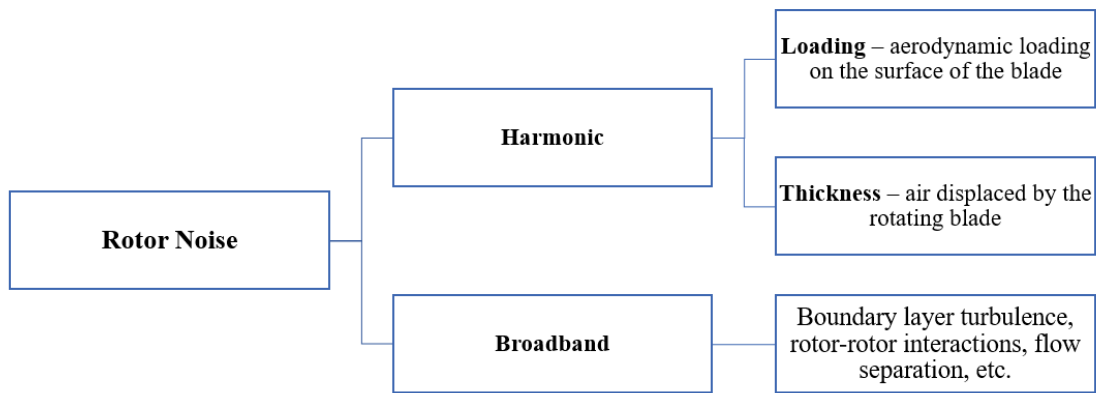 Rotor Noise
Harmonic
Loading – aerodynamic loading
on the surface of the blade
Thickness – air displaced by the
rotating blade
Broadband
Boundary layer turbulence,
rotor-rotor interactions, flow
separation, etc.